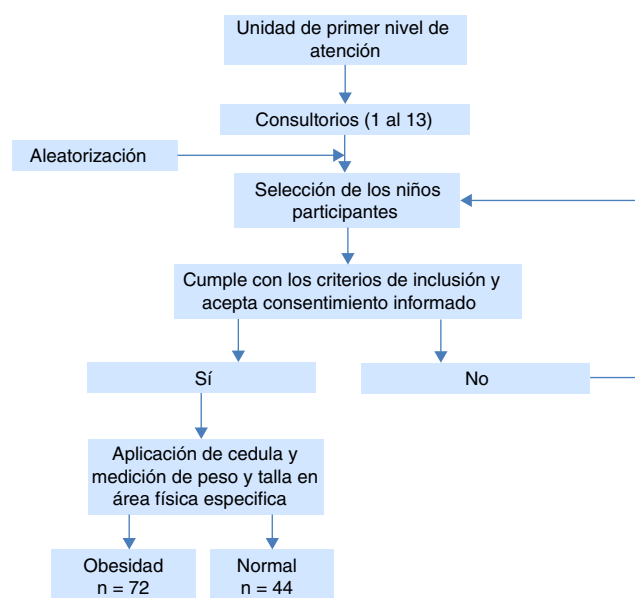 Unidad de primer nivel de
atención
Consultorios (1 al 13)
Aleatorización
Selección de los niños
participantes
Cumple con los criterios de inclusión y
acepta consentimiento informado
Sí
No
Aplicación de cedula y
medición de peso y talla en
área física especifica
Obesidad
n = 72
Normal
n = 44